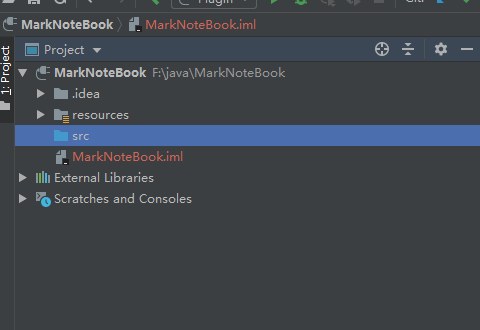 Plugin Git:
MarkNoteBook MarkNoteBook.iml
1: Project
Project
MarkNoteBook F:\java\MarkNoteBook
.idea
resources
src
MarkNoteBook.iml
External Libraries
Scratches and Consoles